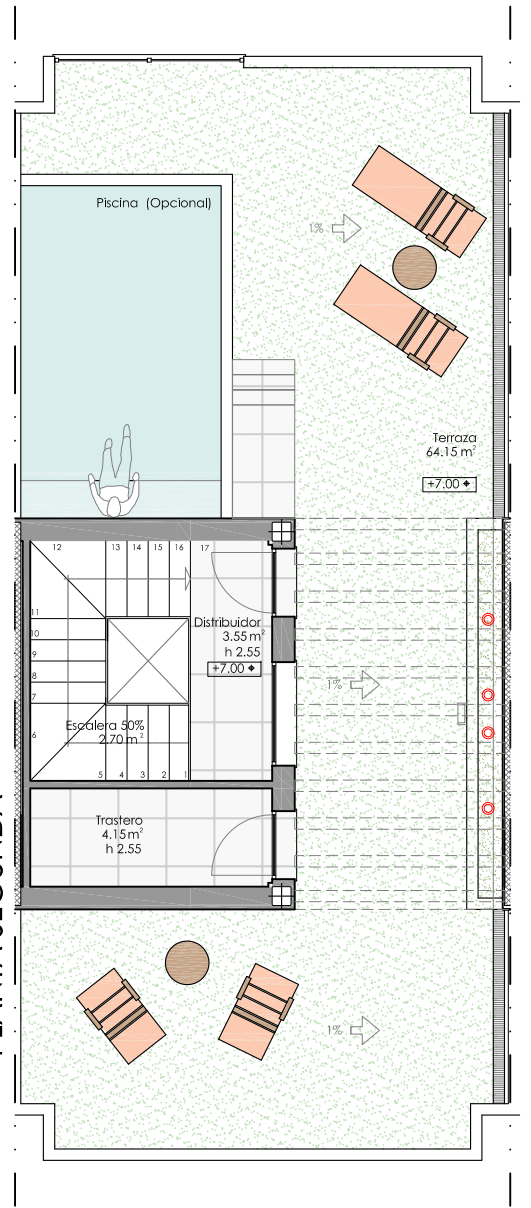 Piscina (Opcional)
1%
Terraza
64.15 m²
+7.00
12
13
14
15
16
17
11
10
9
8
7
6
5
4
3
2
1
Distribuidor
3.55 m²
h 2.55
+7.00
1%
Escalera 50%
2.70 m²
Trastero
4.15 m²
h 2.55
1%